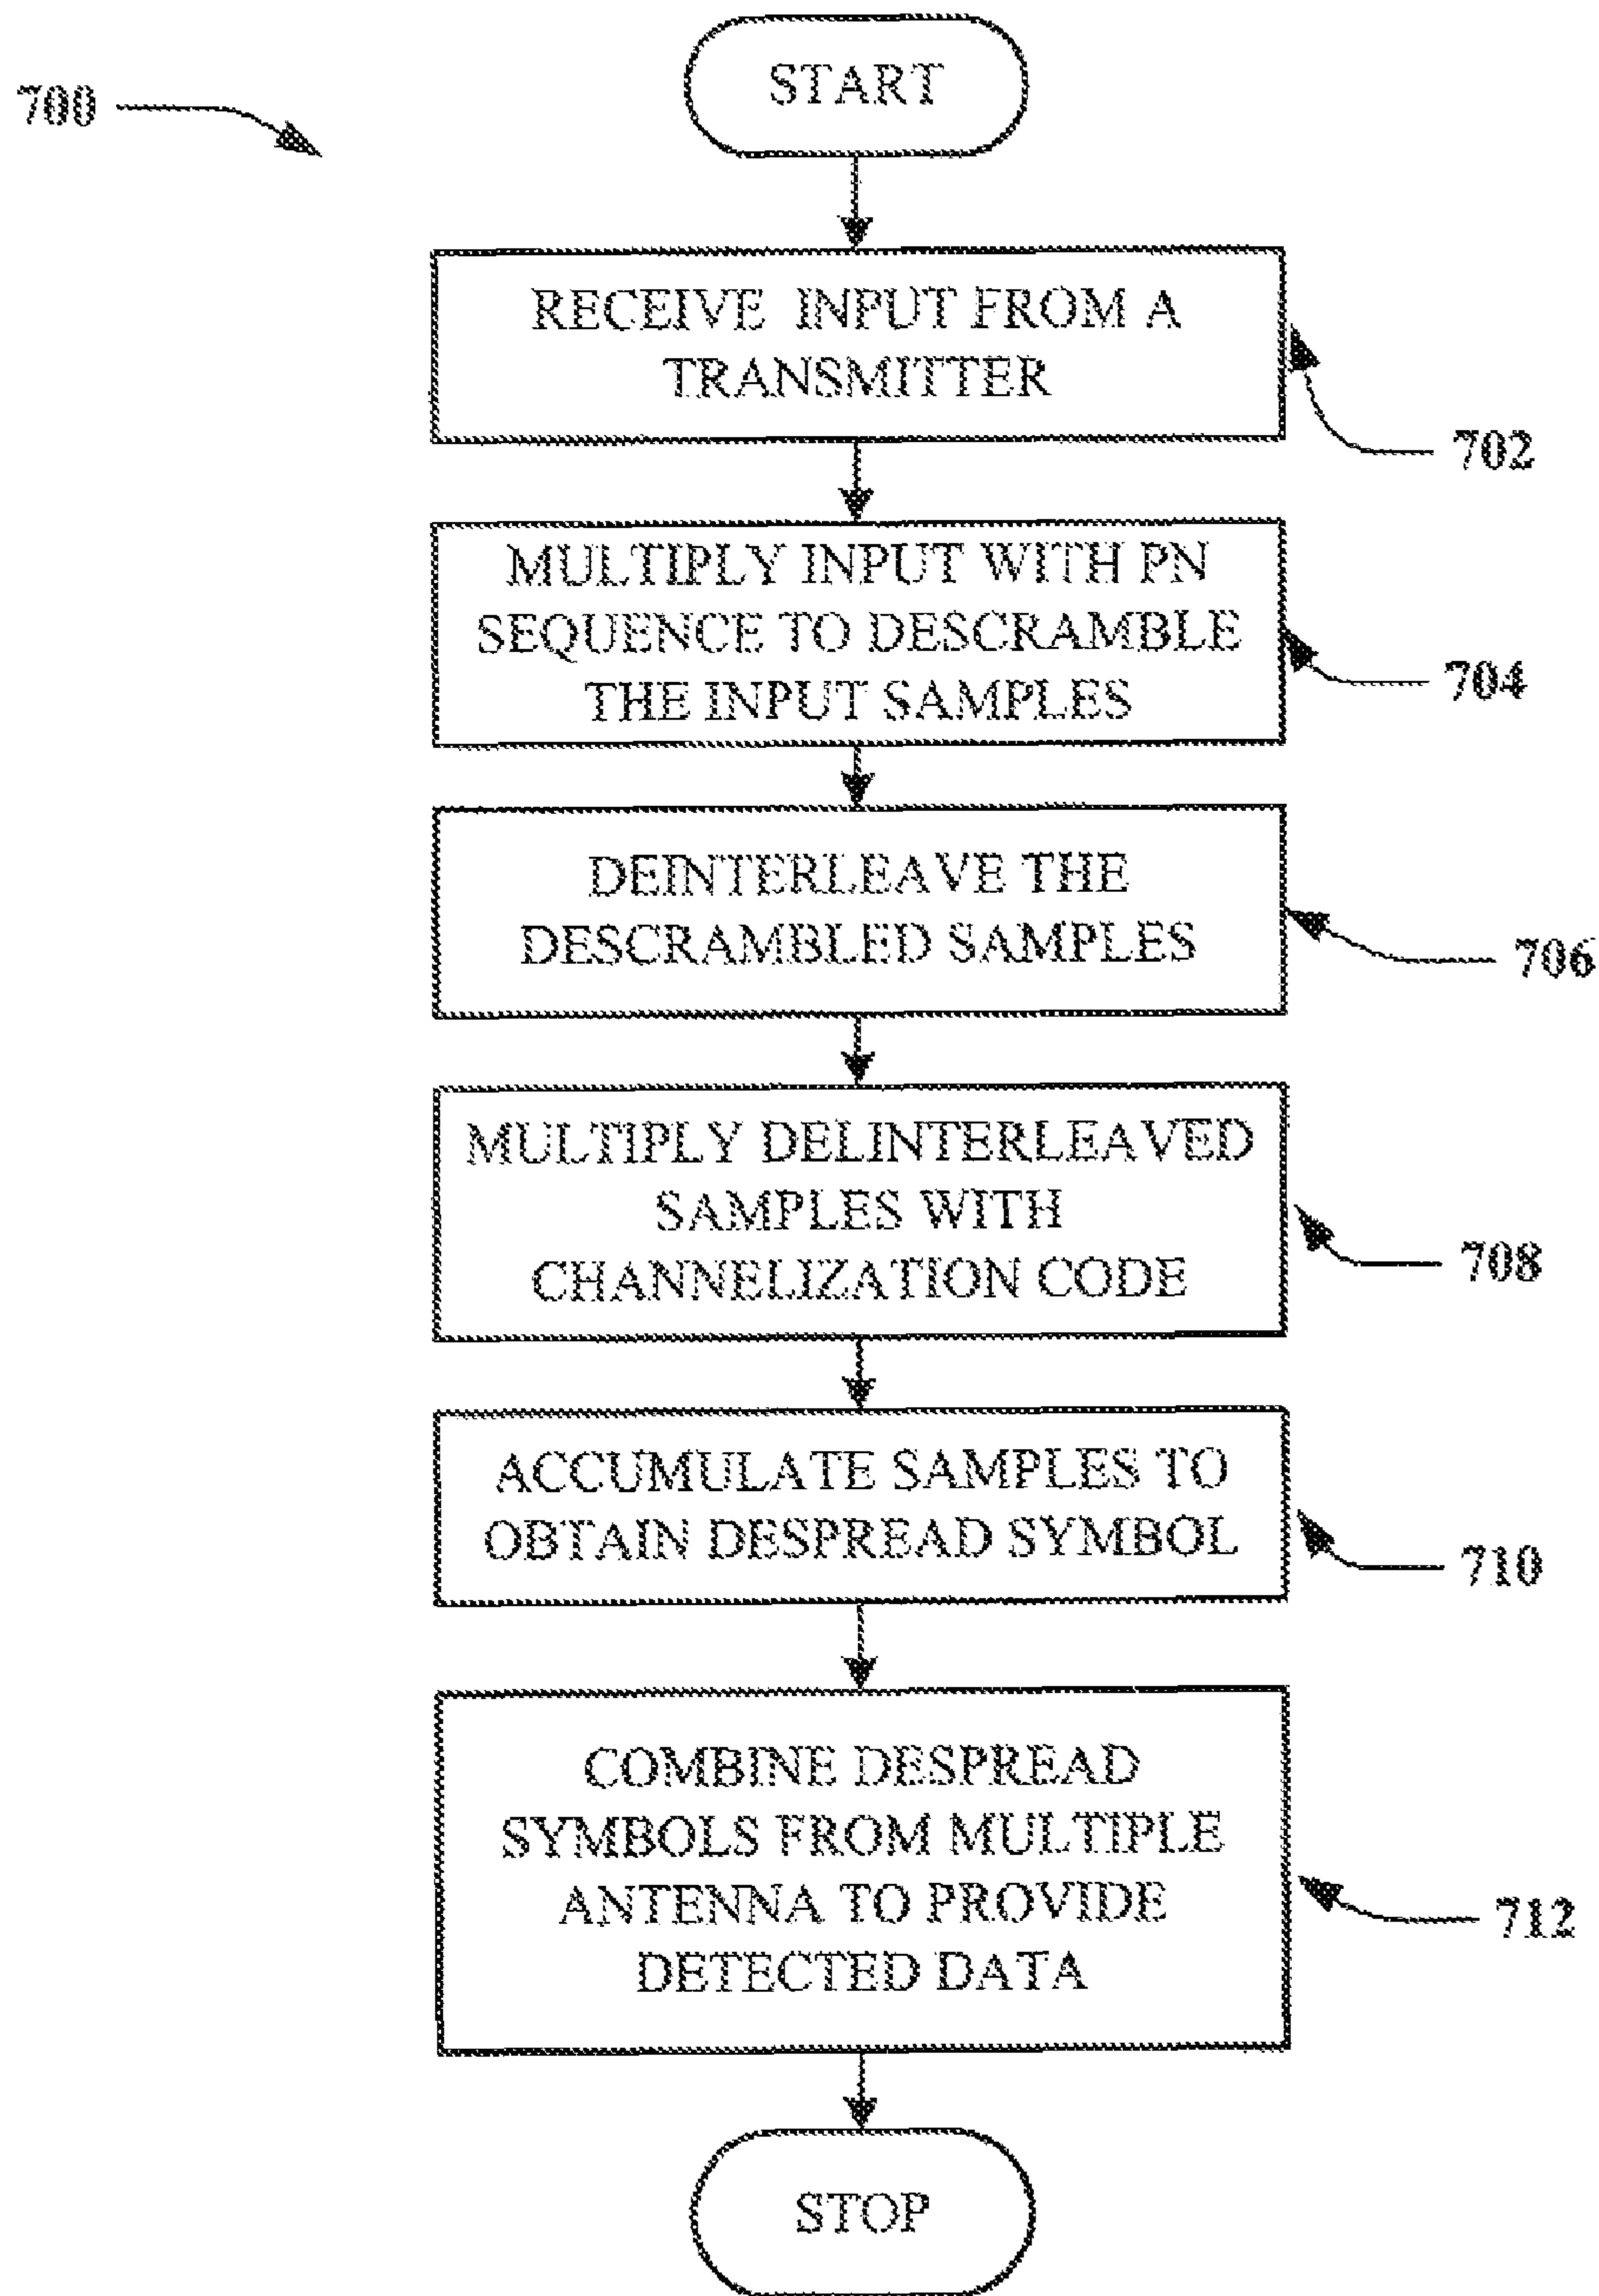 700
START
RECEIVE INPUT FROM A
TRANSMITTER
702
MULTIPLY INPUT WITH PN
SEQUENCE TO DESCRAMBLE
THE INPUT SAMPLES
704
DEINTERLEAVE THE
DESCRAMBLED SAMPLES
706
MULTIPLY DELINTERLEAVED
SAMPLES WITH
CHANNELIZATION CODE
708
ACCUMULATE SAMPLES TO
OBTAIN DESPREAD SYMBOL
710
COMBINE DESPREAD
SYMBOLS FROM MULTIPLE
ANTENNA TO PROVIDE
DETECTED DATA
712
STOP